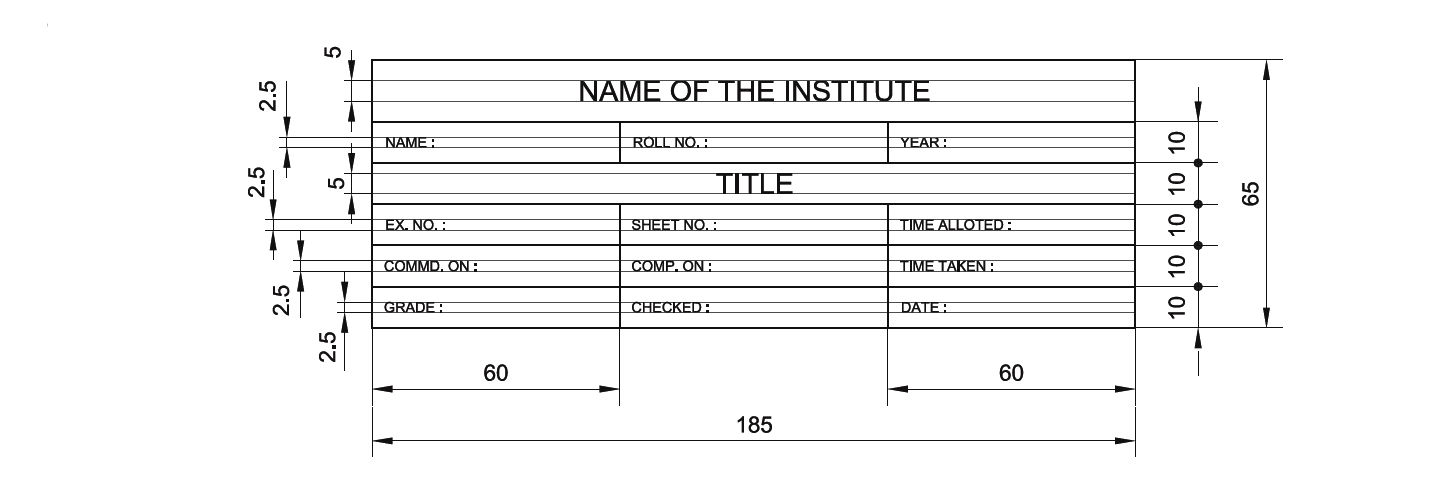 5
NAME OF THE INSTITUTE
2.5
NAME :
ROLL NO. :
YEAR :
10
2.5
5
TITLE
10
65
EX. NO. :
SHEET NO. :
TIME ALLOTED :
10
COMMD. ON :
COMP. ON :
TIME TAKEN :
10
2.5
GRADE :
CHECKED :
DATE :
10
2.5
60
60
185